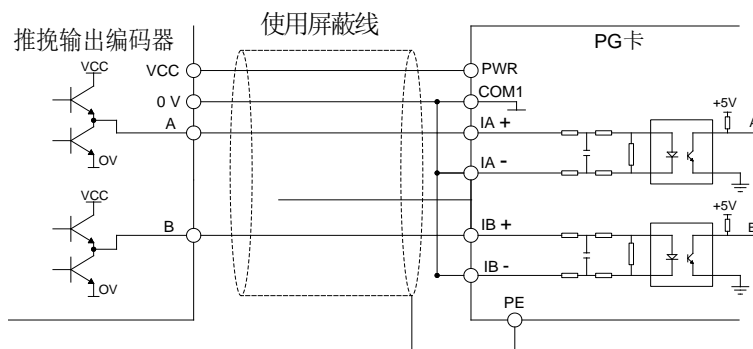 使用屏蔽线
推挽输出编码器
PG卡
VCC
VCC
PWR
0 V
COM1
+5V
A
IA +
A
OV
IA -
VCC
+5V
B
IB +
B
OV
IB -
PE